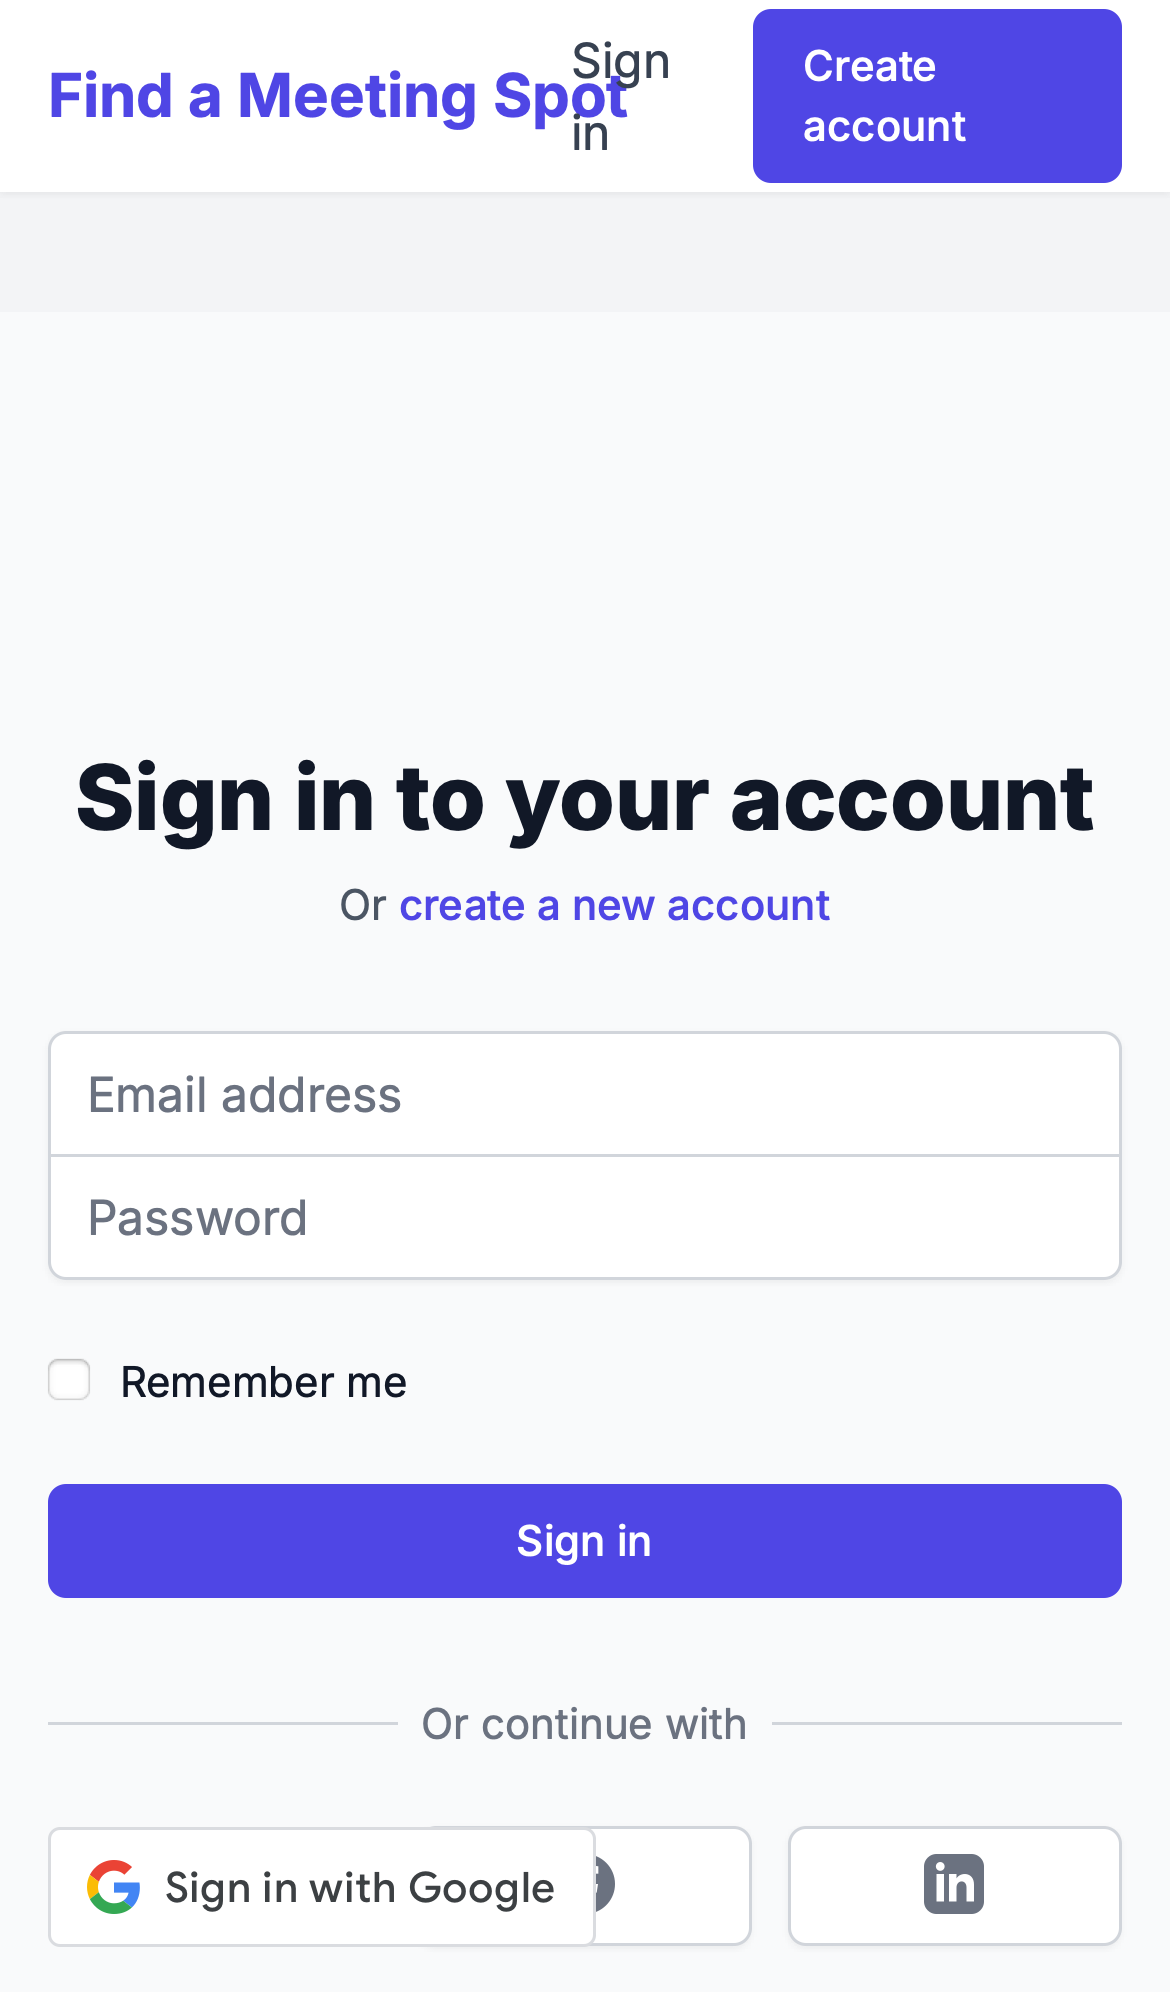 Find a Meeting Spot
Sign
in
Create
account
Sign in to your account
Or create a new account
Email address
Password
Remember me
Sign in
Or continue with
Sign in with Google
in